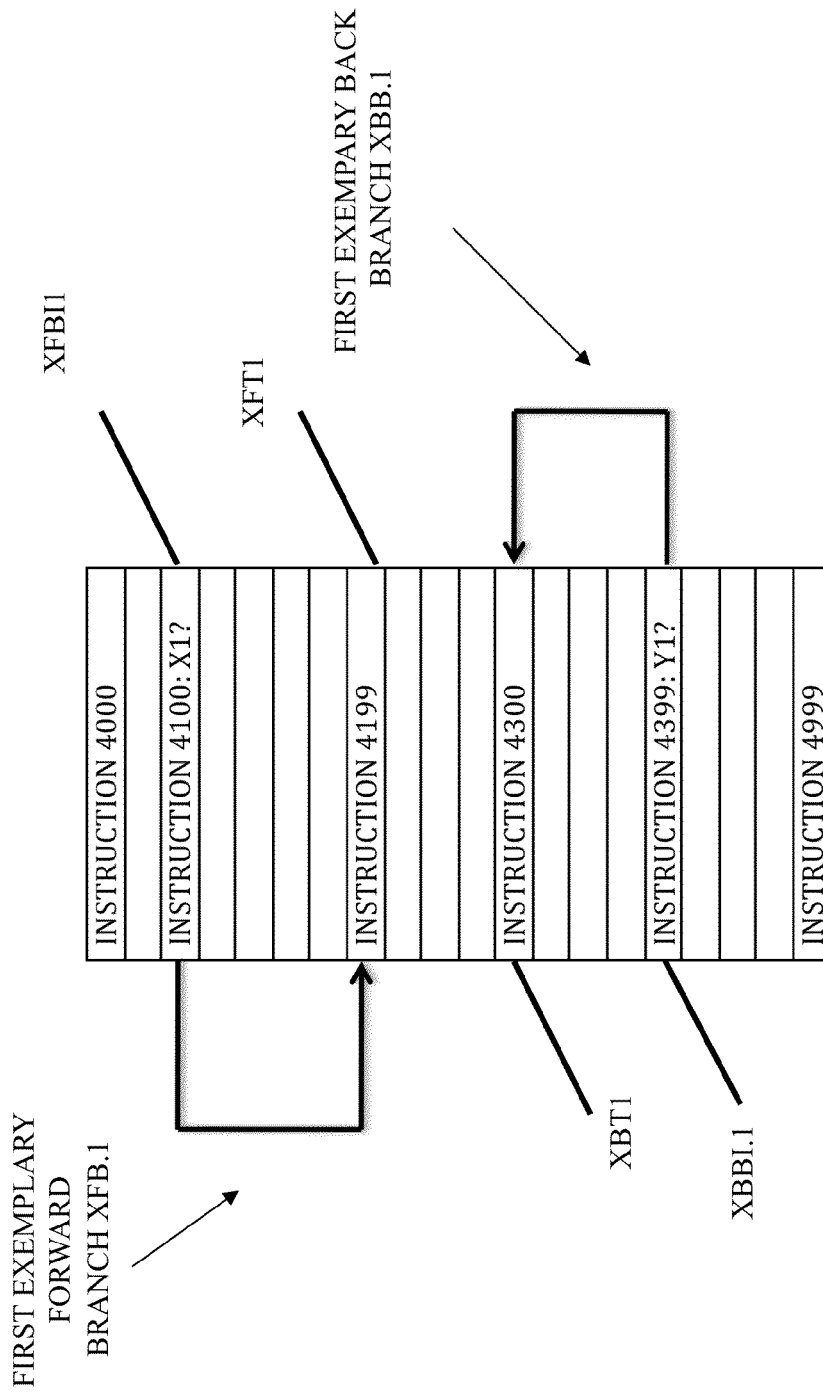 FIRST EXEMPLARY
FORWARD
BRANCH XFB.1
INSTRUCTION 4000
INSTRUCTION 4100: X1?
INSTRUCTION 4199
INSTRUCTION 4300
INSTRUCTION 4399: Y1?
INSTRUCTION 4999
XBT1
XBBI.1
XFBI1
XFT1
FIRST EXEMPARY BACK
BRANCH XBB.1